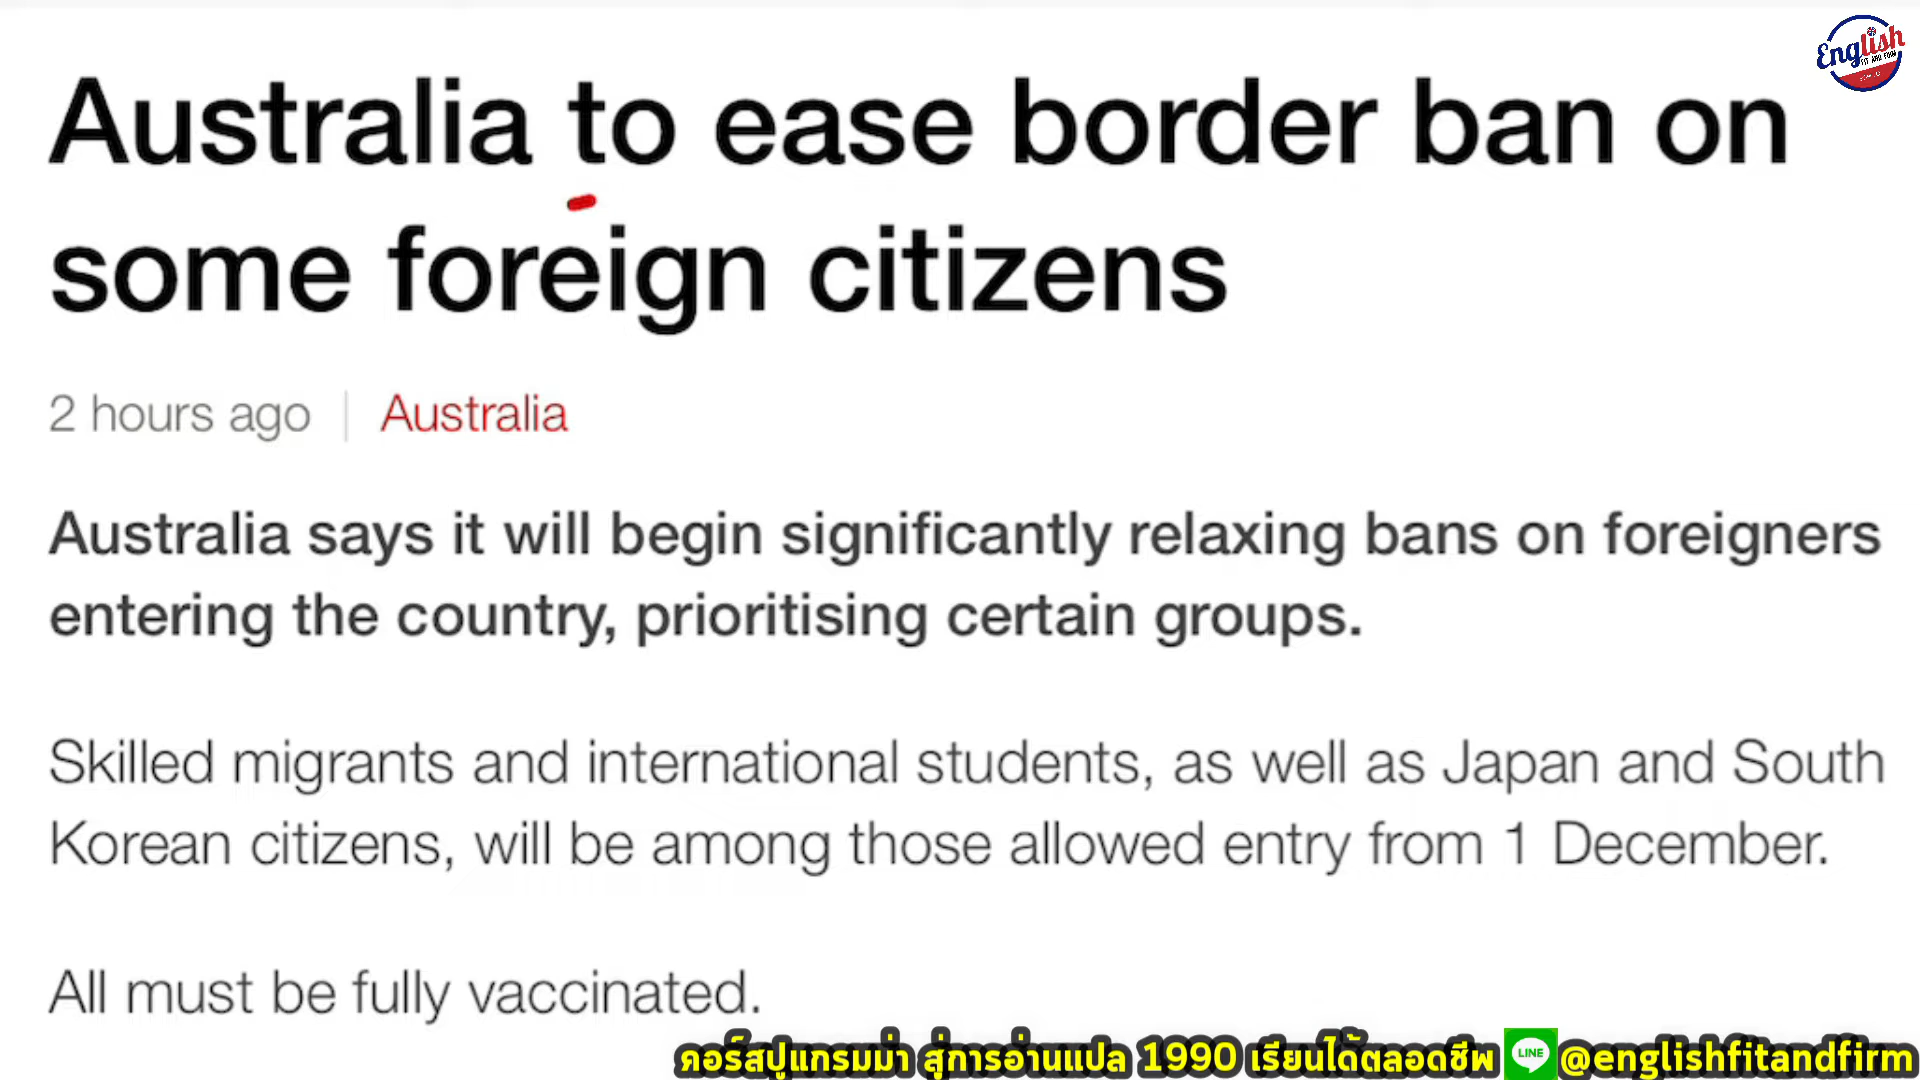 English
FIT AND FIRM
Australia to ease border ban on
some foreign citizens
2 hours ago
Australia
Australia says it will begin significantly relaxing bans on foreigners
entering the country, prioritising certain groups.
Skilled migrants and international students, as well as Japan and South
Korean citizens, will be among those allowed entry from 1 December.
All must be fully vaccinated.
คอร์สปูแกรมม่า สู่การอ่านแปล 1990 เรียนได้ตลอดชีพ LINE @englishfitandfirm